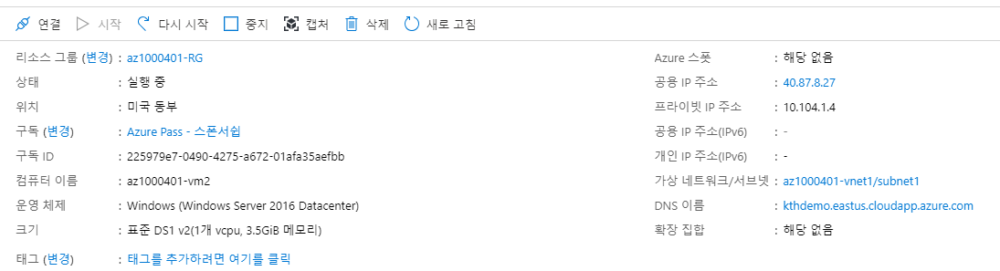 연결 시작 다시 시작 중지 캡처 삭제 새로 고침
리소스 그룹 (변경) : az1000401-RG
상태 : 실행 중
위치 : 미국 동부
구독 (변경) : Azure Pass - 스폰서쉽
구독 ID : 225979e7-0490-4275-a672-01afa35aefbb
컴퓨터 이름 : az1000401-vm2
운영 체제 : Windows (Windows Server 2016 Datacenter)
크기 : 표준 DS1 v2(1개 vcpu, 3.5GiB 메모리)
태그 (변경) : 태그를 추가하려면 여기를 클릭
Azure 스폿 : 해당 없음
공용 IP 주소 : 40.87.8.27
프라이빗 IP 주소 : 10.104.1.4
공용 IP 주소(IPv6) : -
개인 IP 주소(IPv6) : -
가상 네트워크/서브넷 : az1000401-vnet1/subnet1
DNS 이름 : kthdemo.eastus.cloudapp.azure.com
확장 집합 : 해당 없음